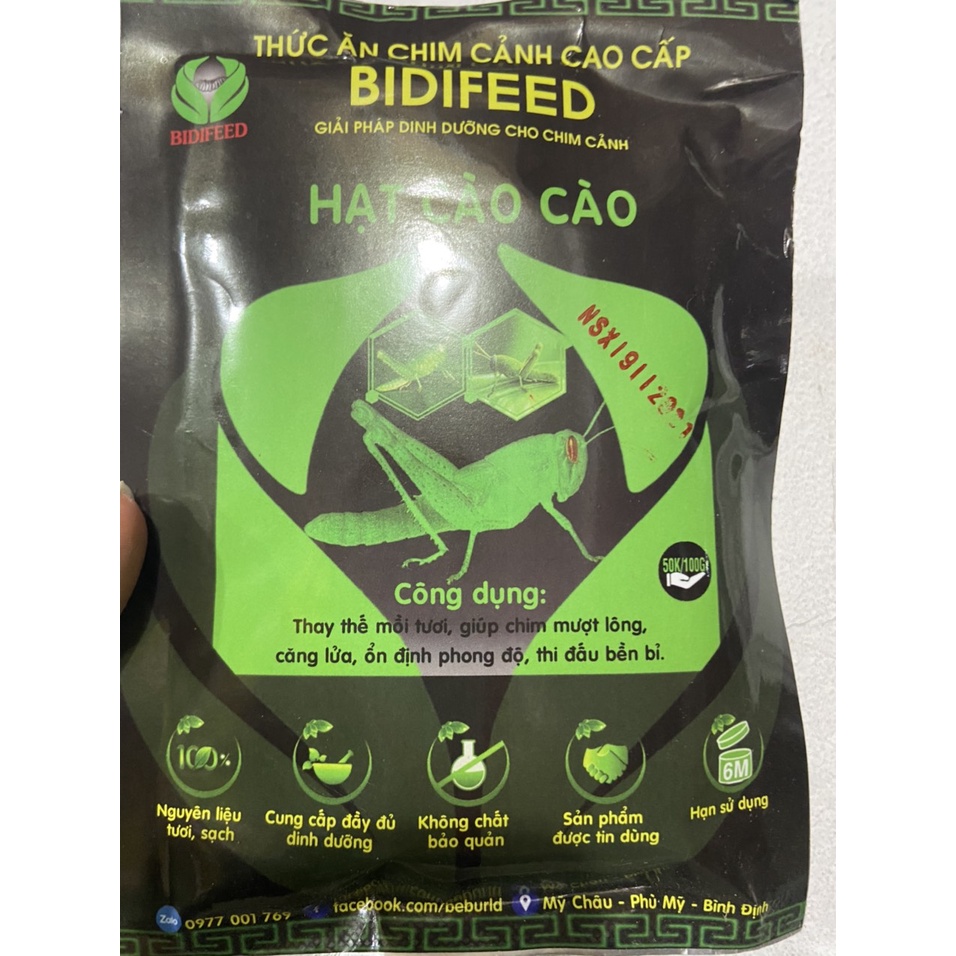 THỨC ĂN CHIM CẢNH CAO CẤP
BIDIFEED
BIDIFEED
GIẢI PHÁP DINH DƯỠNG CHO CHIM CẢNH
HẠT CÀO CÀO
50K/100G
Công dụng:
Thay thế mồi tươi, giúp chim mượt lông,
căng lửa, ổn định phong độ, thi đấu bền bỉ.
100%
6M
Nguyên liệu
tươi, sạch
Cung cấp đầy đủ
dinh dưỡng
Không chất
bảo quản
Sản phẩm
được tin dùng
Hạn sử dụng
Zalo 0977 001 769
facebook.com/beburld
Mỹ Châu - Phù Mỹ - Bình Định